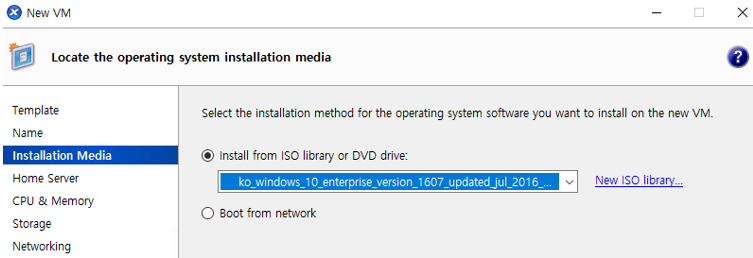 New VM
Locate the operating system installation media
?
Template
Name
Installation Media
Home Server
CPU & Memory
Storage
Networking
Select the installation method for the operating system software you want to install on the new VM.
Install from ISO library or DVD drive:
ko_windows_10_enterprise_version_1607_updated_jul_2016_...
New ISO library...
Boot from network